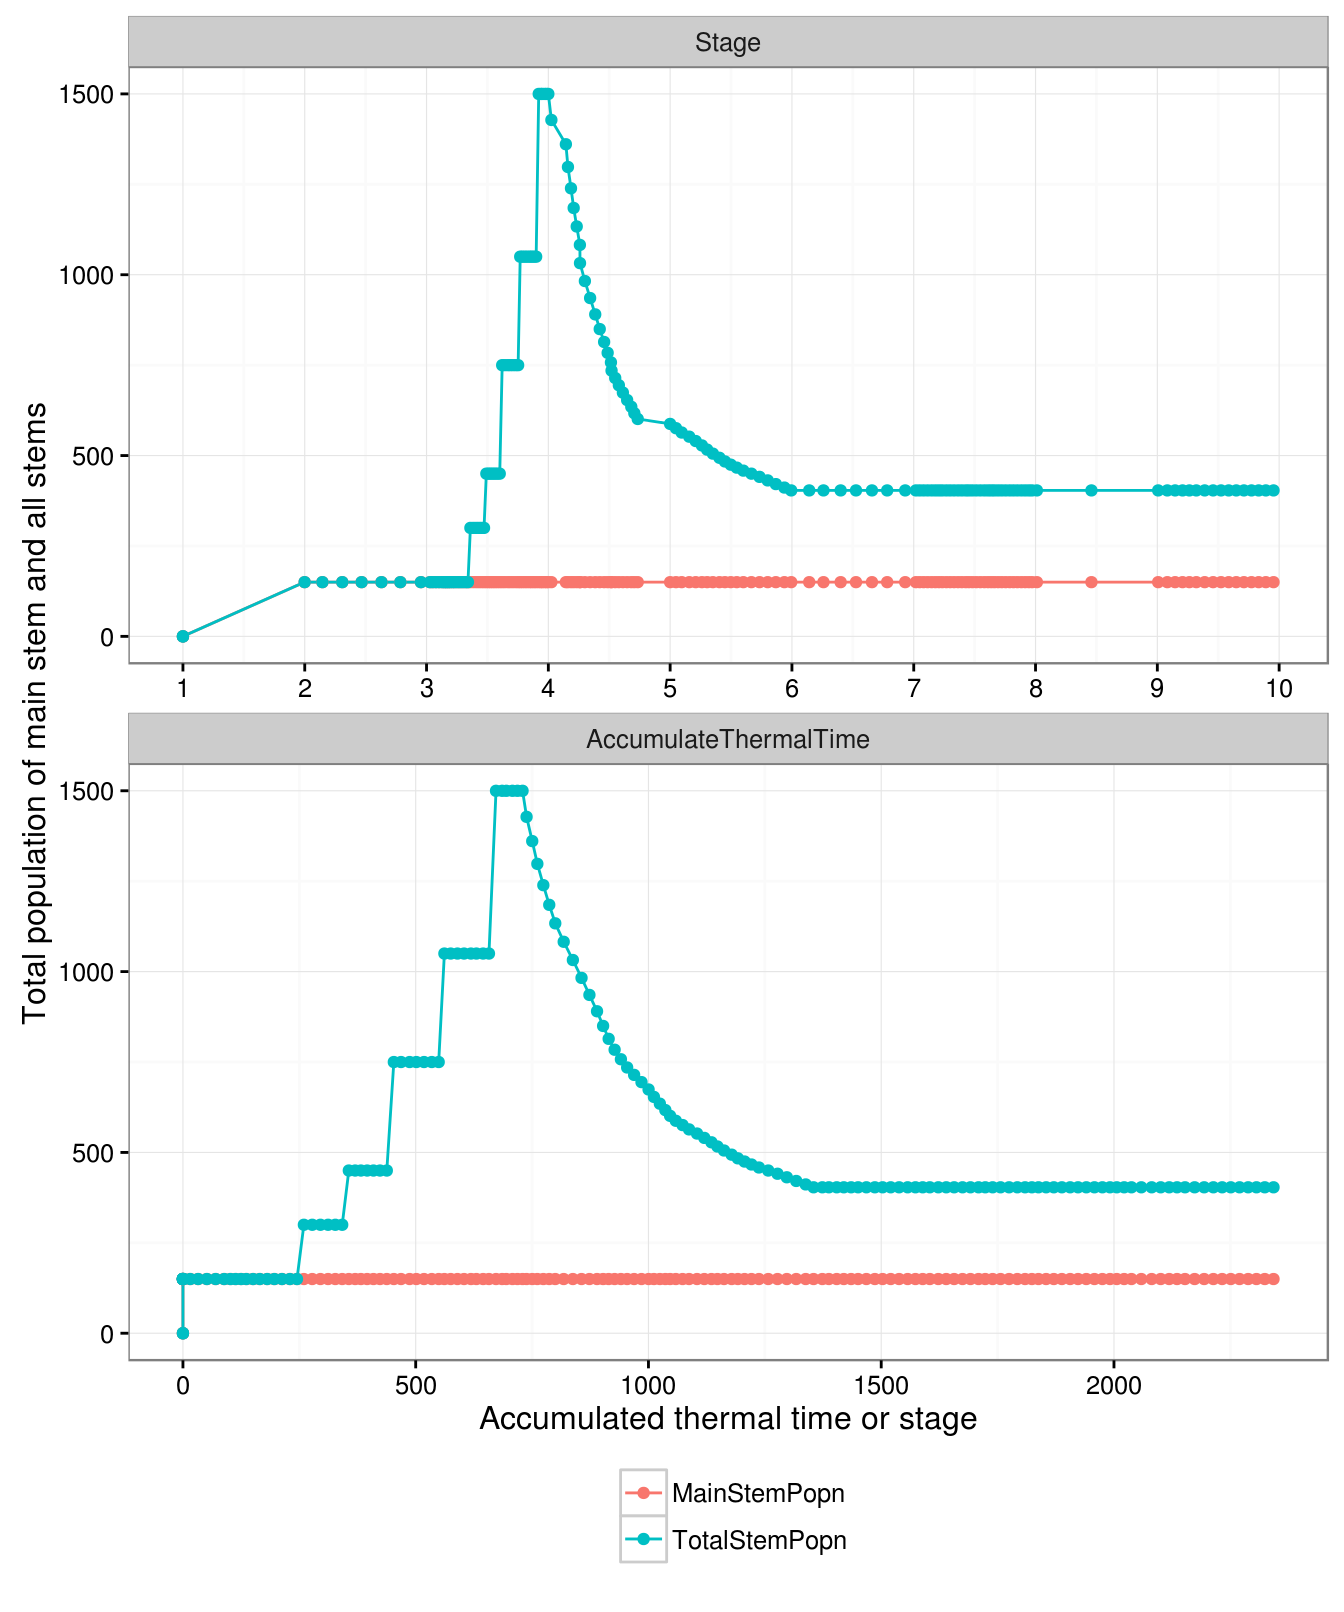 Stage
1500
1000
500
0
1 2 3 4 5 6 7 8 9 10
Total population of main stem and all stems
AccumulateThermalTime
1500
1000
500
0
0 500 1000 1500 2000
Accumulated thermal time or stage
MainStemPopn
TotalStemPopn